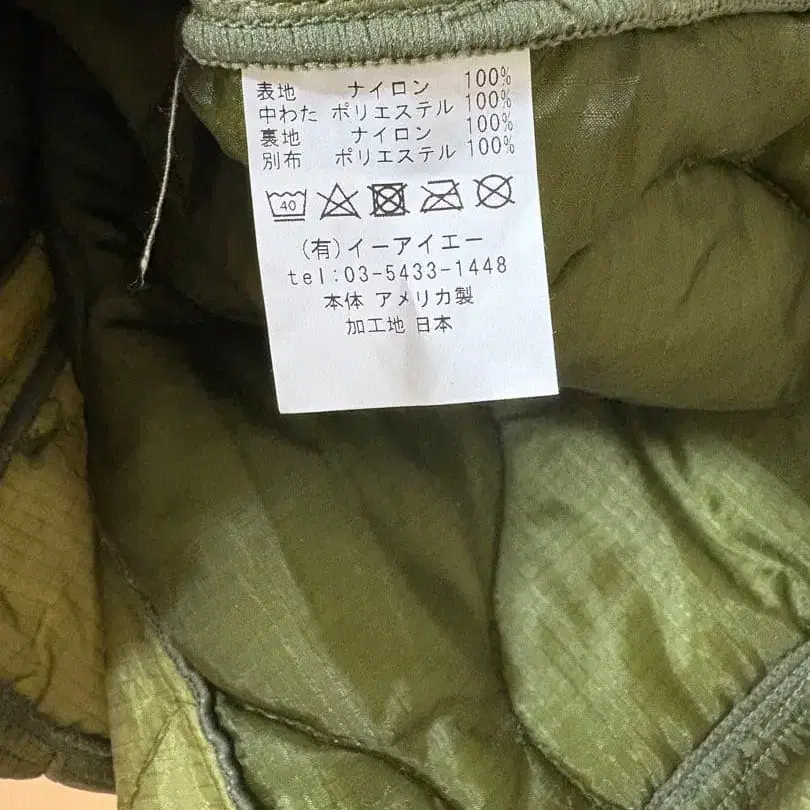 表地 ナイロン 100%
中わた ポリエステル 100%
裏地 ナイロン 100%
別布 ポリエステル 100%
40
(有)イーアイエー
tel:03-5433-1448
本体 アメリカ製
加工地 日本